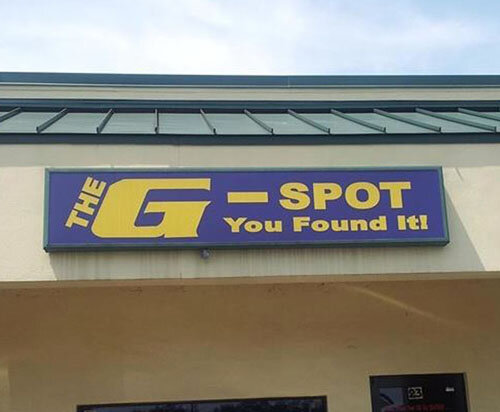 THE G-SPOT
You Found It!
23